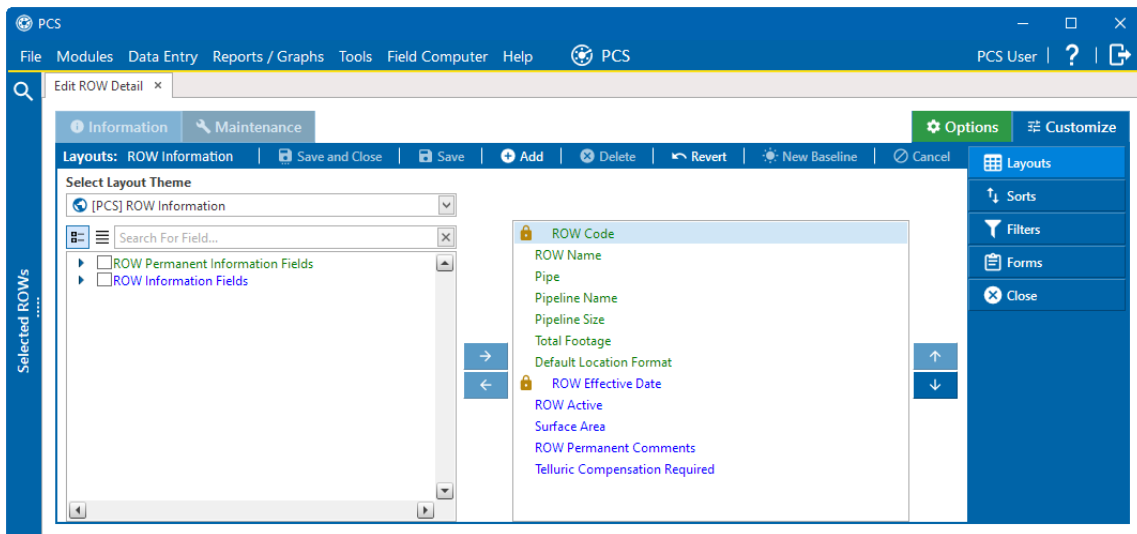 PCS
File Modules Data Entry Reports / Graphs Tools Field Computer Help PCS PCS User | ? |
Edit ROW Detail ×
Information Maintenance Options Customize
Layouts: ROW Information | Save and Close | Save | Add | Delete | Revert | New Baseline | Cancel
Layouts
Sorts
Filters
Forms
Close
Select Layout Theme
[PCS] ROW Information
Search For Field...
ROW Permanent Information Fields
ROW Information Fields
ROW Code
ROW Name
Pipe
Pipeline Name
Pipeline Size
Total Footage
Default Location Format
ROW Effective Date
ROW Active
Surface Area
ROW Permanent Comments
Telluric Compensation Required
Selected ROWs